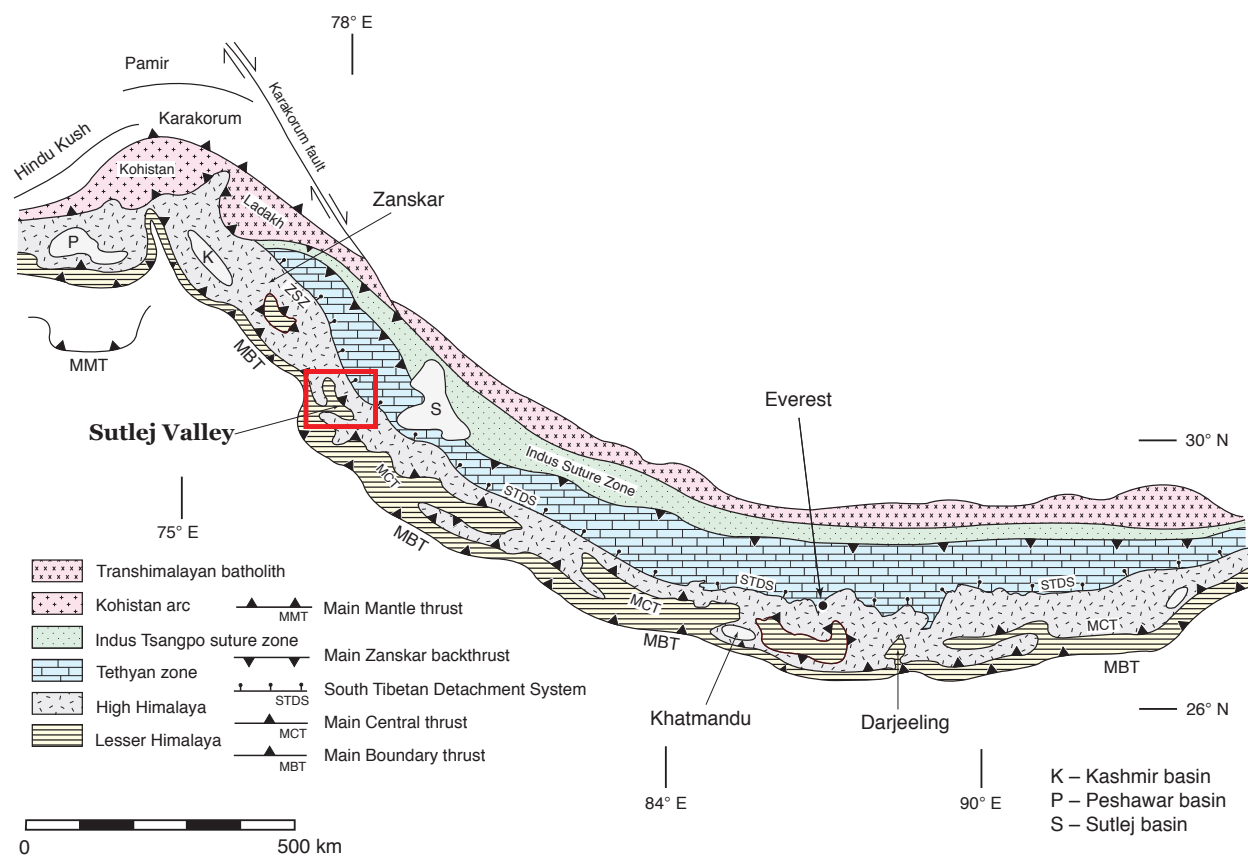 78° E
Pamir
Karakorum
Hindu Kush
Karakorum fault
Kohistan
Zanskar
Ladakh
P
K
ZSZ
MMT
MBT
S
Everest
Sutlej Valley
30° N
Indus Suture Zone
MCT
STDS
75° E
MBT
Transhimalayan batholith
Kohistan arc
Indus Tsangpo suture zone
Tethyan zone
High Himalaya
Lesser Himalaya
MMT
Main Mantle thrust
Main Zanskar backthrust
STDS
South Tibetan Detachment System
MCT
Main Central thrust
MBT
Main Boundary thrust
STDS
STDS
MCT
MCT
MBT
MBT
Khatmandu
Darjeeling
26° N
84° E
90° E
K – Kashmir basin
P – Peshawar basin
S – Sutlej basin
0
500 km